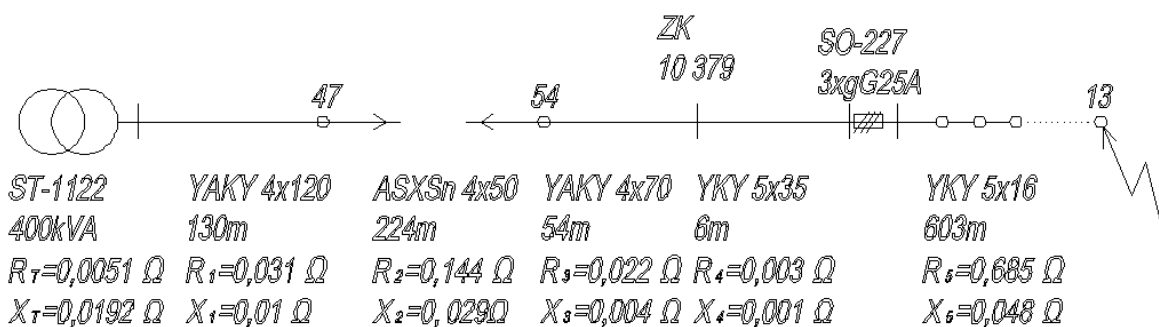 ZK
10 379
SO-227
3xgG25A
47
54
13
ST-1122
400kVA
RT=0,0051 Ω
XT=0,0192 Ω
YAKY 4x120
130m
R1=0,031 Ω
X1=0,01 Ω
ASXSn 4x50
224m
R2=0,144 Ω
X2=0,029Ω
YAKY 4x70
54m
R3=0,022 Ω
X3=0,004 Ω
YKY 5x35
6m
R4=0,003 Ω
X4=0,001 Ω
YKY 5x16
603m
R5=0,685 Ω
X5=0,048 Ω